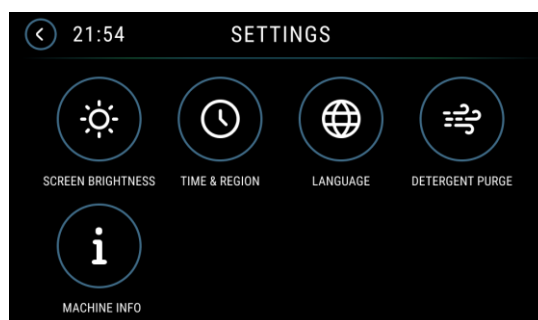 21:54 SETTINGS
SCREEN BRIGHTNESS TIME & REGION LANGUAGE DETERGENT PURGE
MACHINE INFO